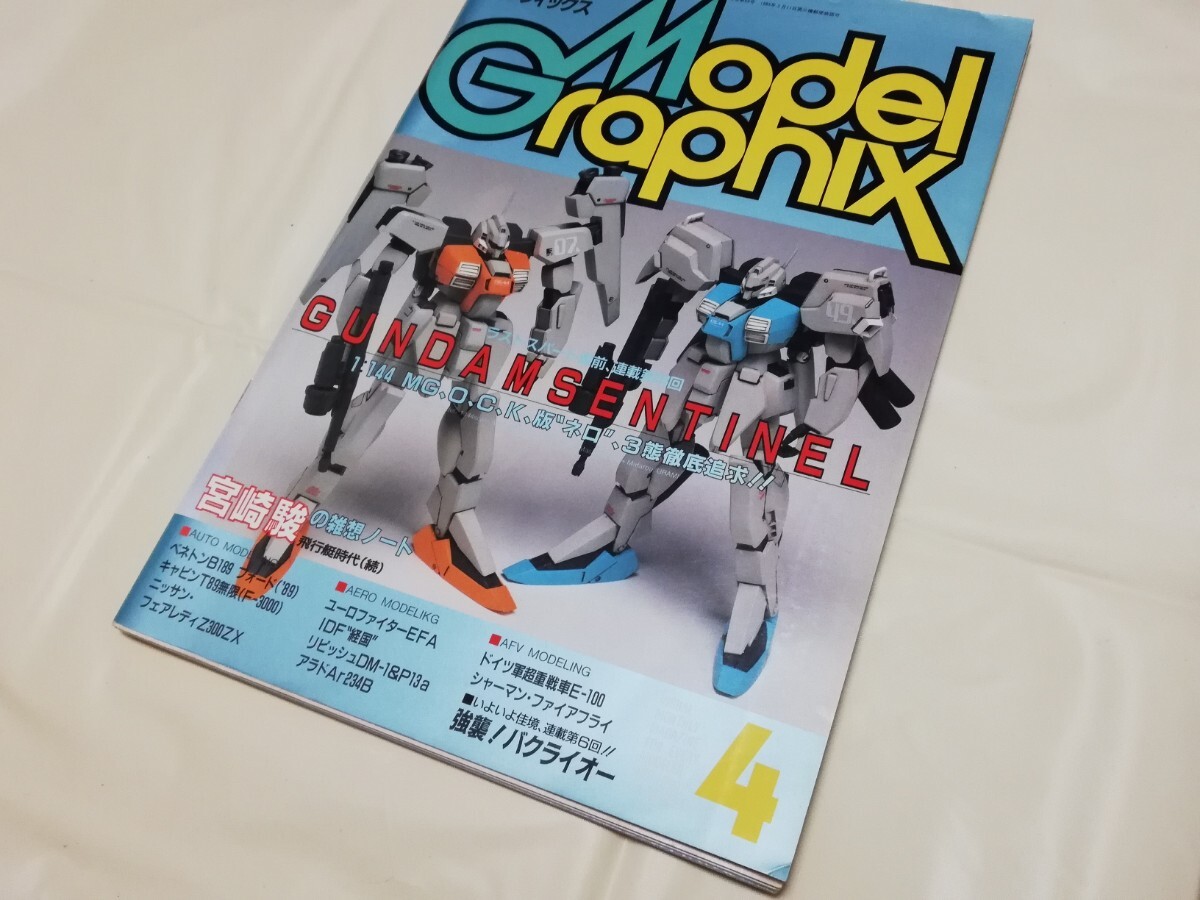 ィックス
Model
Graphix
07.
49
GUNDAM SENTINEL
1:144 MG、O、C、K、版"ネロ"、3態徹底追求!!
宮崎駿の雑想ノート
飛行艇時代(続)
■AUTO MODELING
ベネトンB189 フォード('89)
キャビンT89無限(F-3000)
ニッサン・
フェアレディZ300ZX
■AERO MODELIKG
ユーロファイターEFA
IDF"経国"
リピッシュDM-1&P13a
アラドAr234B
■AFV MODELING
ドイツ軍超重戦車E-100
シャーマン・ファイアフライ
■いよいよ佳境、連載第6回!!
強襲!バクライオー
4